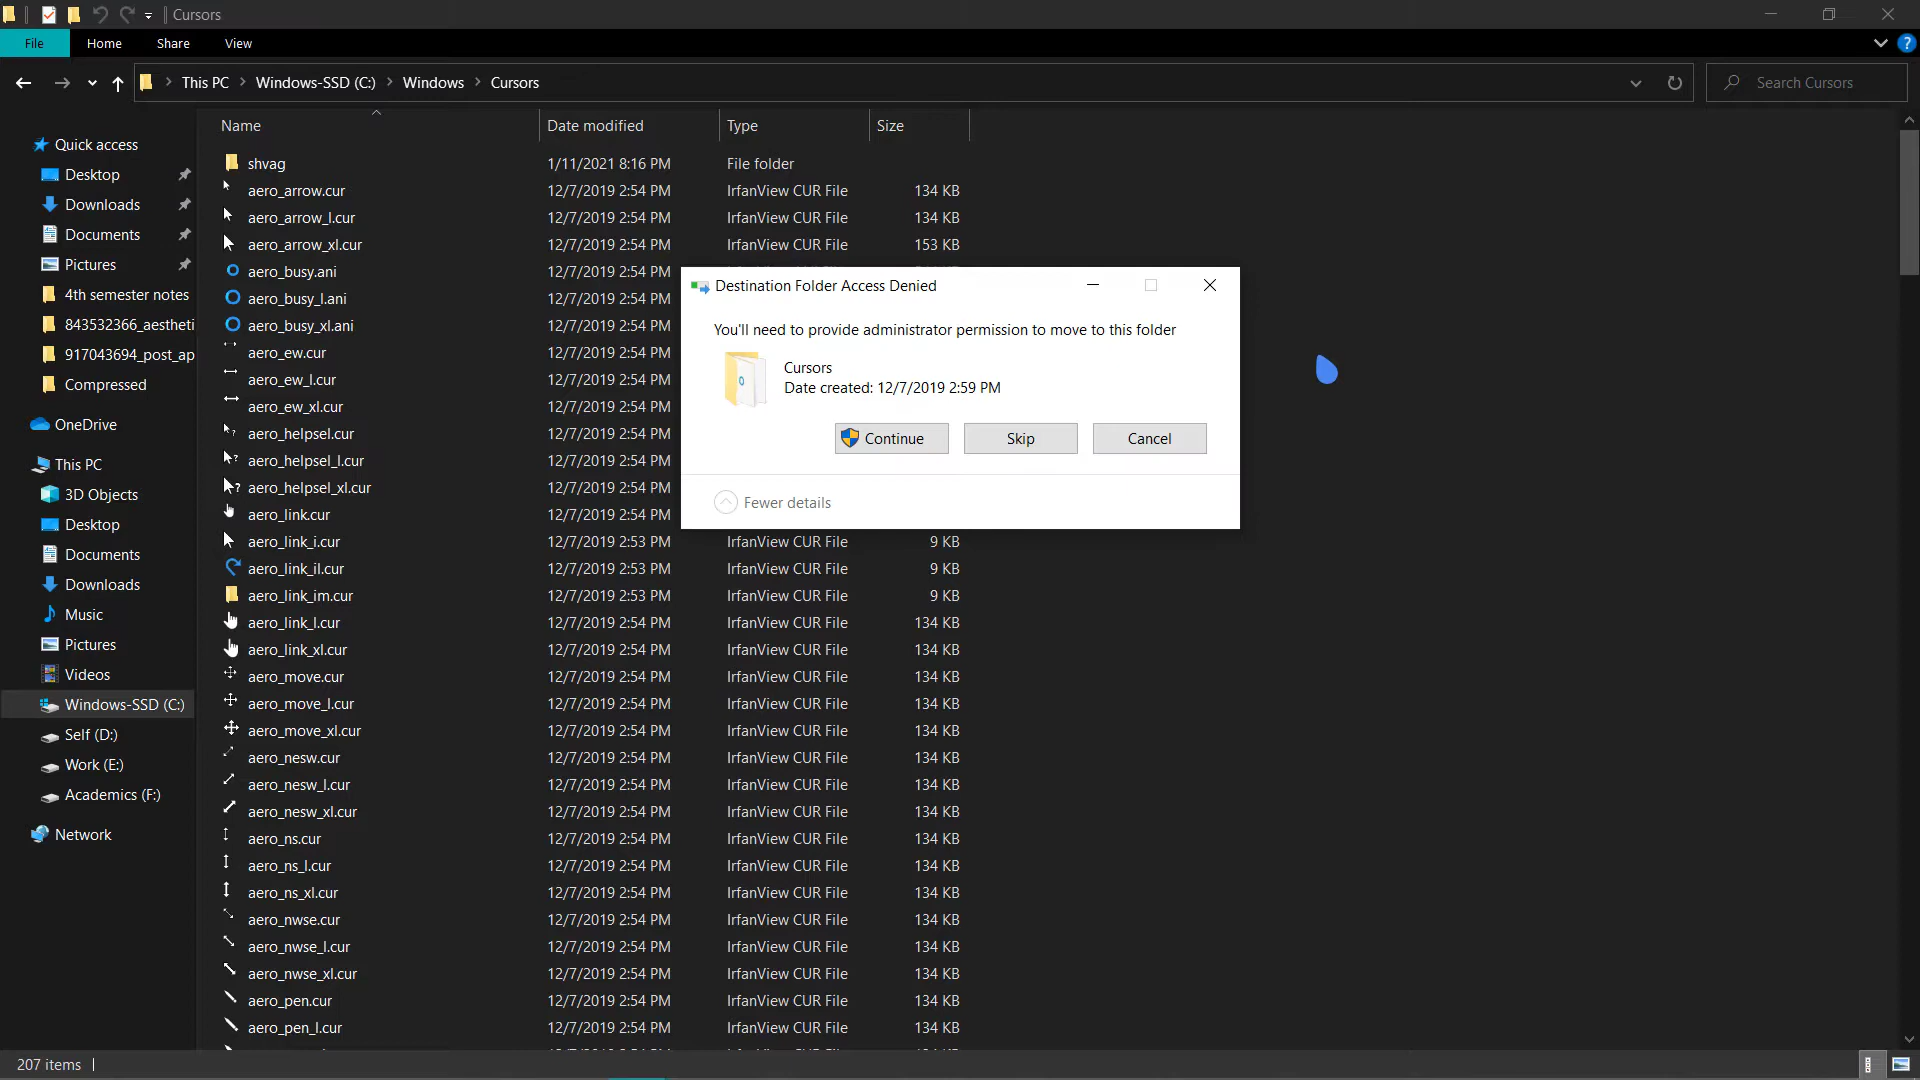 Cursors
File Home Share View
This PC Windows-SSD (C:) Windows Cursors Search Cursors
Name Date modified Type Size
Quick access
Desktop
Downloads
Documents
Pictures
4th semester notes
843532366_aestheti
917043694_post_ap
Compressed
OneDrive
This PC
3D Objects
Desktop
Documents
Downloads
Music
Pictures
Videos
Windows-SSD (C:)
Self (D:)
Work (E:)
Academics (F:)
Network
shvag 1/11/2021 8:16 PM File folder
aero_arrow.cur 12/7/2019 2:54 PM IrfanView CUR File 134 KB
aero_arrow_l.cur 12/7/2019 2:54 PM IrfanView CUR File 134 KB
aero_arrow_xl.cur 12/7/2019 2:54 PM IrfanView CUR File 153 KB
aero_busy.ani 12/7/2019 2:54 PM
aero_busy_l.ani 12/7/2019 2:54 PM
aero_busy_xl.ani 12/7/2019 2:54 PM
aero_ew.cur 12/7/2019 2:54 PM
aero_ew_l.cur 12/7/2019 2:54 PM
aero_ew_xl.cur 12/7/2019 2:54 PM
aero_helpsel.cur 12/7/2019 2:54 PM
aero_helpsel_l.cur 12/7/2019 2:54 PM
aero_helpsel_xl.cur 12/7/2019 2:54 PM
aero_link.cur 12/7/2019 2:54 PM
aero_link_i.cur 12/7/2019 2:53 PM IrfanView CUR File 9 KB
aero_link_il.cur 12/7/2019 2:53 PM IrfanView CUR File 9 KB
aero_link_im.cur 12/7/2019 2:53 PM IrfanView CUR File 9 KB
aero_link_l.cur 12/7/2019 2:54 PM IrfanView CUR File 134 KB
aero_link_xl.cur 12/7/2019 2:54 PM IrfanView CUR File 134 KB
aero_move.cur 12/7/2019 2:54 PM IrfanView CUR File 134 KB
aero_move_l.cur 12/7/2019 2:54 PM IrfanView CUR File 134 KB
aero_move_xl.cur 12/7/2019 2:54 PM IrfanView CUR File 134 KB
aero_nesw.cur 12/7/2019 2:54 PM IrfanView CUR File 134 KB
aero_nesw_l.cur 12/7/2019 2:54 PM IrfanView CUR File 134 KB
aero_nesw_xl.cur 12/7/2019 2:54 PM IrfanView CUR File 134 KB
aero_ns.cur 12/7/2019 2:54 PM IrfanView CUR File 134 KB
aero_ns_l.cur 12/7/2019 2:54 PM IrfanView CUR File 134 KB
aero_ns_xl.cur 12/7/2019 2:54 PM IrfanView CUR File 134 KB
aero_nwse.cur 12/7/2019 2:54 PM IrfanView CUR File 134 KB
aero_nwse_l.cur 12/7/2019 2:54 PM IrfanView CUR File 134 KB
aero_nwse_xl.cur 12/7/2019 2:54 PM IrfanView CUR File 134 KB
aero_pen.cur 12/7/2019 2:54 PM IrfanView CUR File 134 KB
aero_pen_l.cur 12/7/2019 2:54 PM IrfanView CUR File 134 KB
Destination Folder Access Denied
You'll need to provide administrator permission to move to this folder
Cursors
Date created: 12/7/2019 2:59 PM
Continue Skip Cancel
Fewer details
207 items